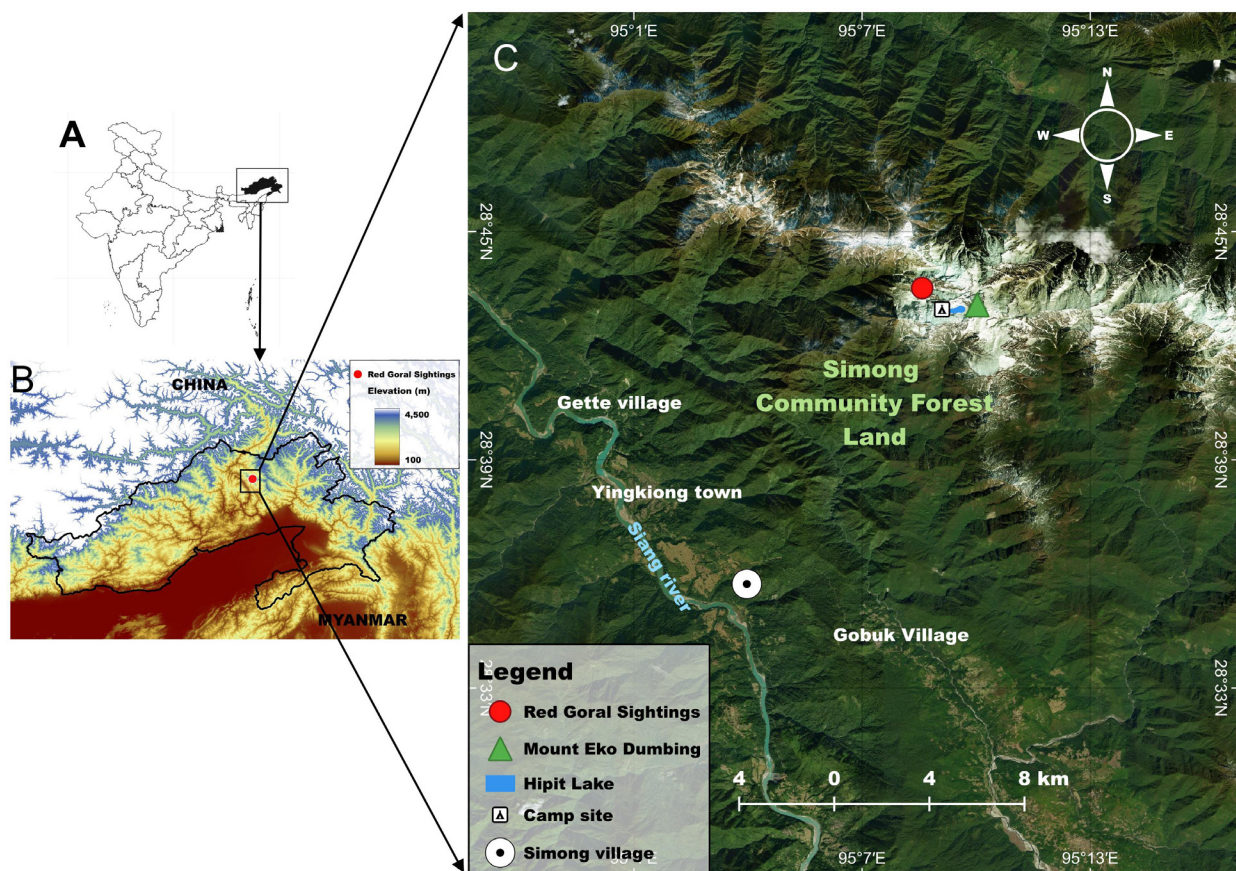 A
B
CHINA
Red Goral Sightings
Elevation (m)
4,500
100
MYANMAR
C
95°1'E
95°7'E
95°13'E
N
W
E
S
28°45'N
28°45'N
Simong
Community Forest
Land
Gette village
28°39'N
28°39'N
Yingkiong town
Siang river
Gobuk Village
28°33'N
28°33'N
Legend
Red Goral Sightings
Mount Eko Dumbing
Hipit Lake
Camp site
Simong village
4 0 4 8 km
95°7'E
95°13'E